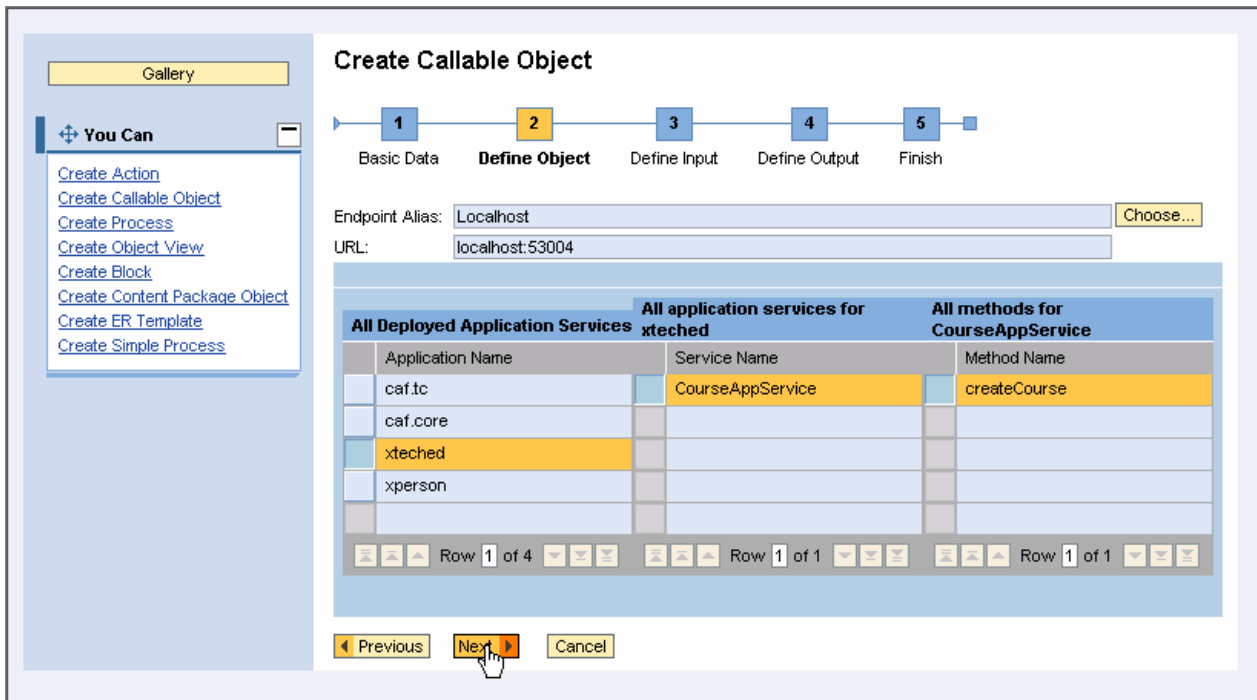 Gallery
You Can
Create Action
Create Callable Object
Create Process
Create Object View
Create Block
Create Content Package Object
Create ER Template
Create Simple Process
Create Callable Object
1 2 3 4 5
Basic Data Define Object Define Input Define Output Finish
Endpoint Alias: Localhost Choose...
URL: localhost:53004
All Deployed Application Services
All application services for
xteched
All methods for
CourseAppService
Application Name Service Name Method Name
caf.tc CourseAppService createCourse
caf.core
xteched
xperson
Row 1 of 4 Row 1 of 1 Row 1 of 1
Previous Next Cancel